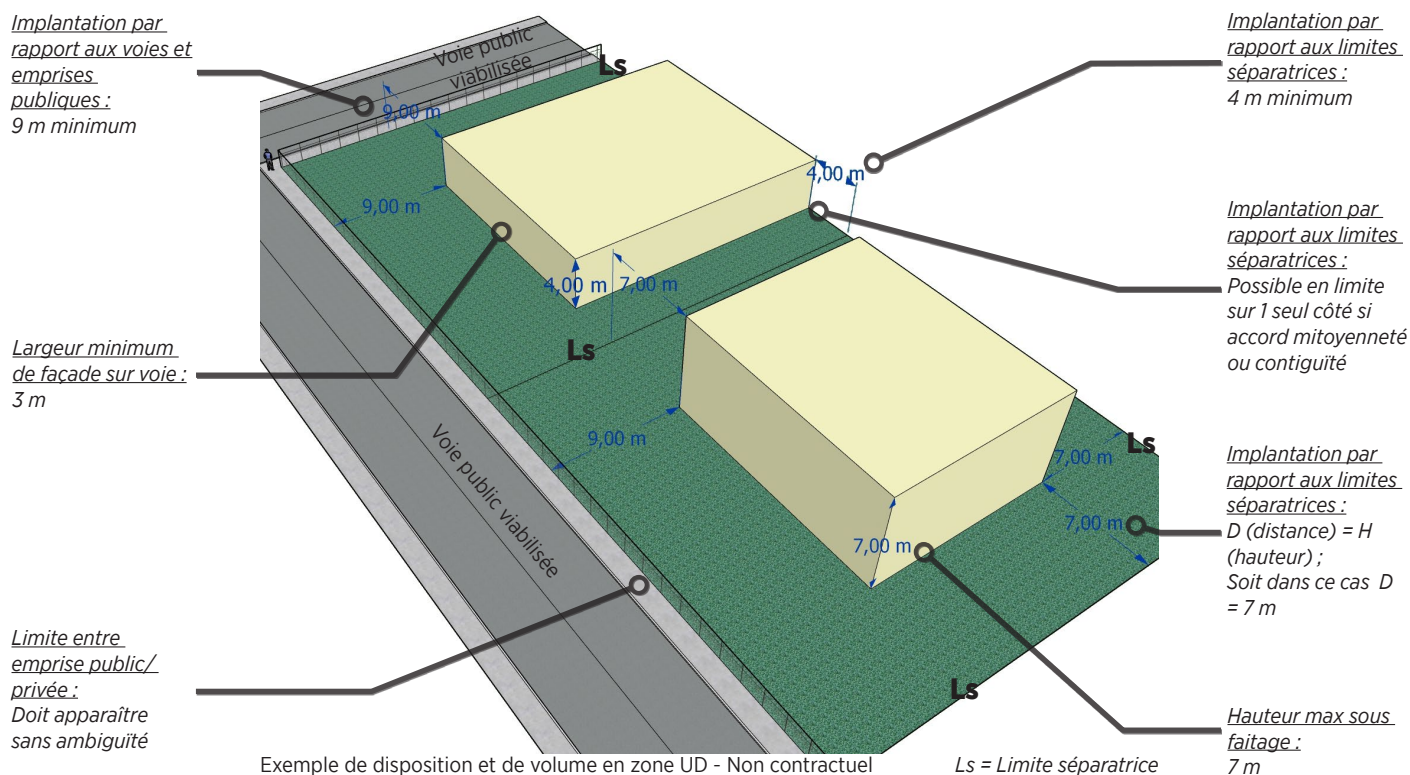 Implantation par
rapport aux voies et
emprises
publiques :
9 m minimum
Largeur minimum
de façade sur voie :
3 m
Limite entre
emprise public/
privée :
Doit apparaître
sans ambiguïté
Voie public
viabilisée
Ls
9,00 m
9,00 m
4,00 m
4,00 m
7,00 m
Ls
9,00 m
Voie public viabilisée
7,00 m
Ls
7,00 m
7,00 m
Ls
Implantation par
rapport aux limites
séparatrices :
4 m minimum
Implantation par
rapport aux limites
séparatrices :
Possible en limite
sur 1 seul côté si
accord mitoyenneté
ou contiguïté
Implantation par
rapport aux limites
séparatrices :
D (distance) = H
(hauteur) ;
Soit dans ce cas D
= 7 m
Hauteur max sous
faitage :
7 m
Exemple de disposition et de volume en zone UD - Non contractuel
Ls = Limite séparatrice